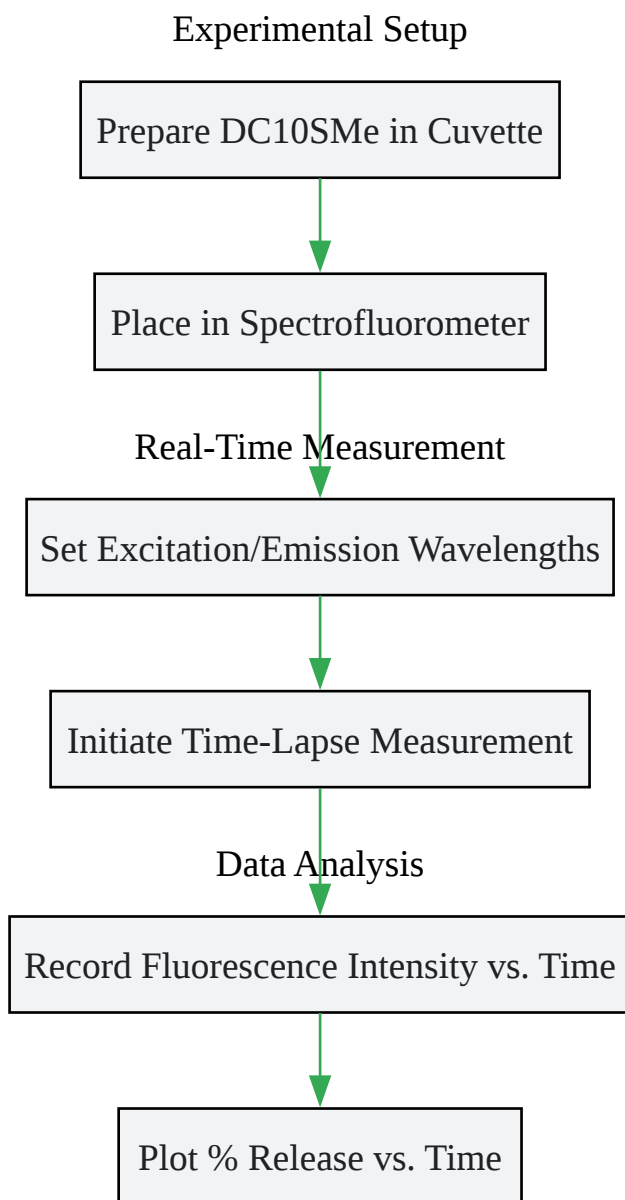 Experimental Setup
Prepare DC10SMe in Cuvette
Place in Spectrofluorometer
Real-Time Measurement
Set Excitation/Emission Wavelengths
Initiate Time-Lapse Measurement
Data Analysis
Record Fluorescence Intensity vs. Time
Plot % Release vs. Time